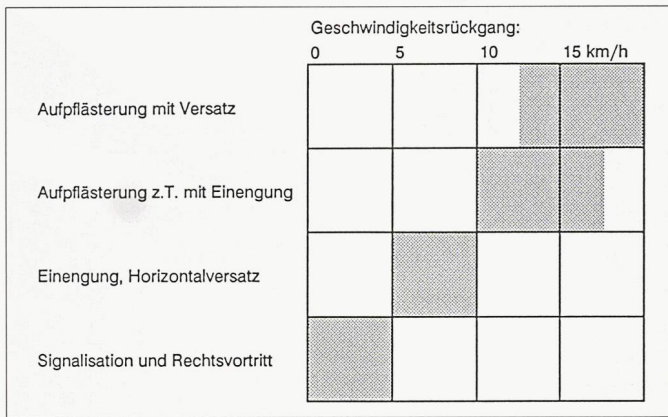 Geschwindigkeitsrückgang:
0 5 10 15 km/h
Aufpflästerung mit Versatz
Aufpflästerung z.T. mit Einengung
Einengung, Horizontalversatz
Signalisation und Rechtsvortritt